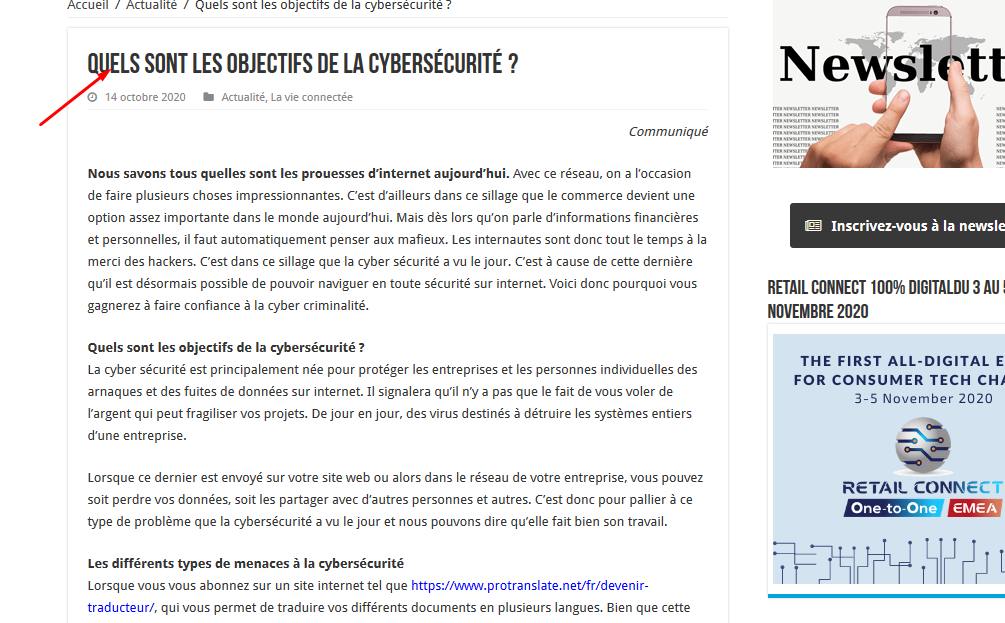 Accueil / Actualité / Quels sont les objectifs de la cybersécurité ?
QUELS SONT LES OBJECTIFS DE LA CYBERSÉCURITÉ ?
14 octobre 2020 Actualité, La vie connectée
Communiqué
Nous savons tous quelles sont les prouesses d'internet aujourd'hui. Avec ce réseau, on a l'occasion
de faire plusieurs choses impressionnantes. C'est d'ailleurs dans ce sillage que le commerce devient une
option assez importante dans le monde aujourd'hui. Mais dès lors qu'on parle d'informations financières
et personnelles, il faut automatiquement penser aux mafieux. Les internautes sont donc tout le temps à la
merci des hackers. C'est dans ce sillage que la cyber sécurité a vu le jour. C'est à cause de cette dernière
qu'il est désormais possible de pouvoir naviguer en toute sécurité sur internet. Voici donc pourquoi vous
gagnerez à faire confiance à la cyber criminalité.
Quels sont les objectifs de la cybersécurité ?
La cyber sécurité est principalement née pour protéger les entreprises et les personnes individuelles des
arnaques et des fuites de données sur internet. Il signalera qu'il n'y a pas que le fait de vous voler de
l'argent qui peut fragiliser vos projets. De jour en jour, des virus destinés à détruire les systèmes entiers
d'une entreprise.
Lorsque ce dernier est envoyé sur votre site web ou alors dans le réseau de votre entreprise, vous pouvez
soit perdre vos données, soit les partager avec d'autres personnes et autres. C'est donc pour pallier à ce
type de problème que la cybersécurité a vu le jour et nous pouvons dire qu'elle fait bien son travail.
Les différents types de menaces à la cybersécurité
Lorsque vous vous abonnez sur un site internet tel que https://www.protranslate.net/fr/devenir-
traducteur/, qui vous permet de traduire vos différents documents en plusieurs langues. Bien que cette
Newslett
ITER NEWSLETTER NEWSLETTER
ITER NEWSLETTER NEWSLETTER
ITER NEWSLETTER NEWSLETTER
ITER NEWSLETTER NEWSLETTER
ITER NEWSLETTER NEWSLETTER
Inscrivez-vous à la newsle
RETAIL CONNECT 100% DIGITALDU 3 AU 5
NOVEMBRE 2020
THE FIRST ALL-DIGITAL E
FOR CONSUMER TECH CHA
3-5 November 2020
RETAIL CONNECT
One-to-One EMEA